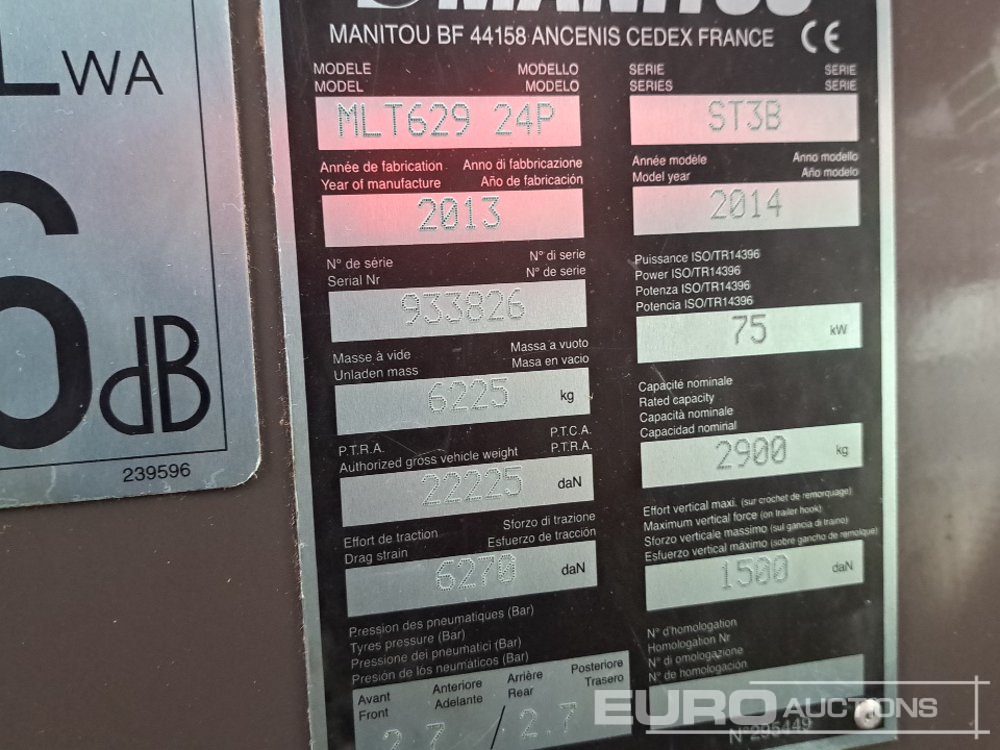 LWA
6
dB
239596
MANITOU
MANITOU BF 44158 ANCENIS CEDEX FRANCE CE
MODELE MODELLO
MODEL MODELO
MLT629 24P
SERIE SERIE
SERIES SERIE
ST3B
Année de fabrication Anno di fabbricazione
Year of manufacture Año de fabricación
2013
Année modèle Anno modello
Model year Año modelo
2014
N° de série N° di serie
Serial Nr N° de serie
933826
Puissance ISO/TR14396
Power ISO/TR14396
Potenza ISO/TR14396
Potencia ISO/TR14396
75 kW
Masse à vide Massa a vuoto
Unladen mass Masa en vacio
6225 kg
Capacité nominale
Rated capacity
Capacità nominale
Capacidad nominal
2900 kg
P.T.R.A. P.T.C.A.
Authorized gross vehicle weight P.T.R.A.
22225 daN
Effort vertical maxi. (sur crochet de remorquage)
Maximum vertical force (on trailer hook)
Sforzo verticale massimo (sul gancia di traino)
Esfuerzo vertical máximo (sobre gancho de remolque)
1500 daN
Effort de traction Sforzo di trazione
Drag strain Esfuerzo de tracción
6270 daN
Pression des pneumatiques (Bar)
Tyres pressure (Bar)
Pressione dei pneumatici (Bar)
Presión de lós neumáticos (Bar)
Avant Anteriore Arrière Posteriore
Front Adelante Rear Trasero
2.7 2.7
N° d'homologation
Homologation Nr
N° di omologazione
N° de homologación
N°295449
EURO AUCTIONS